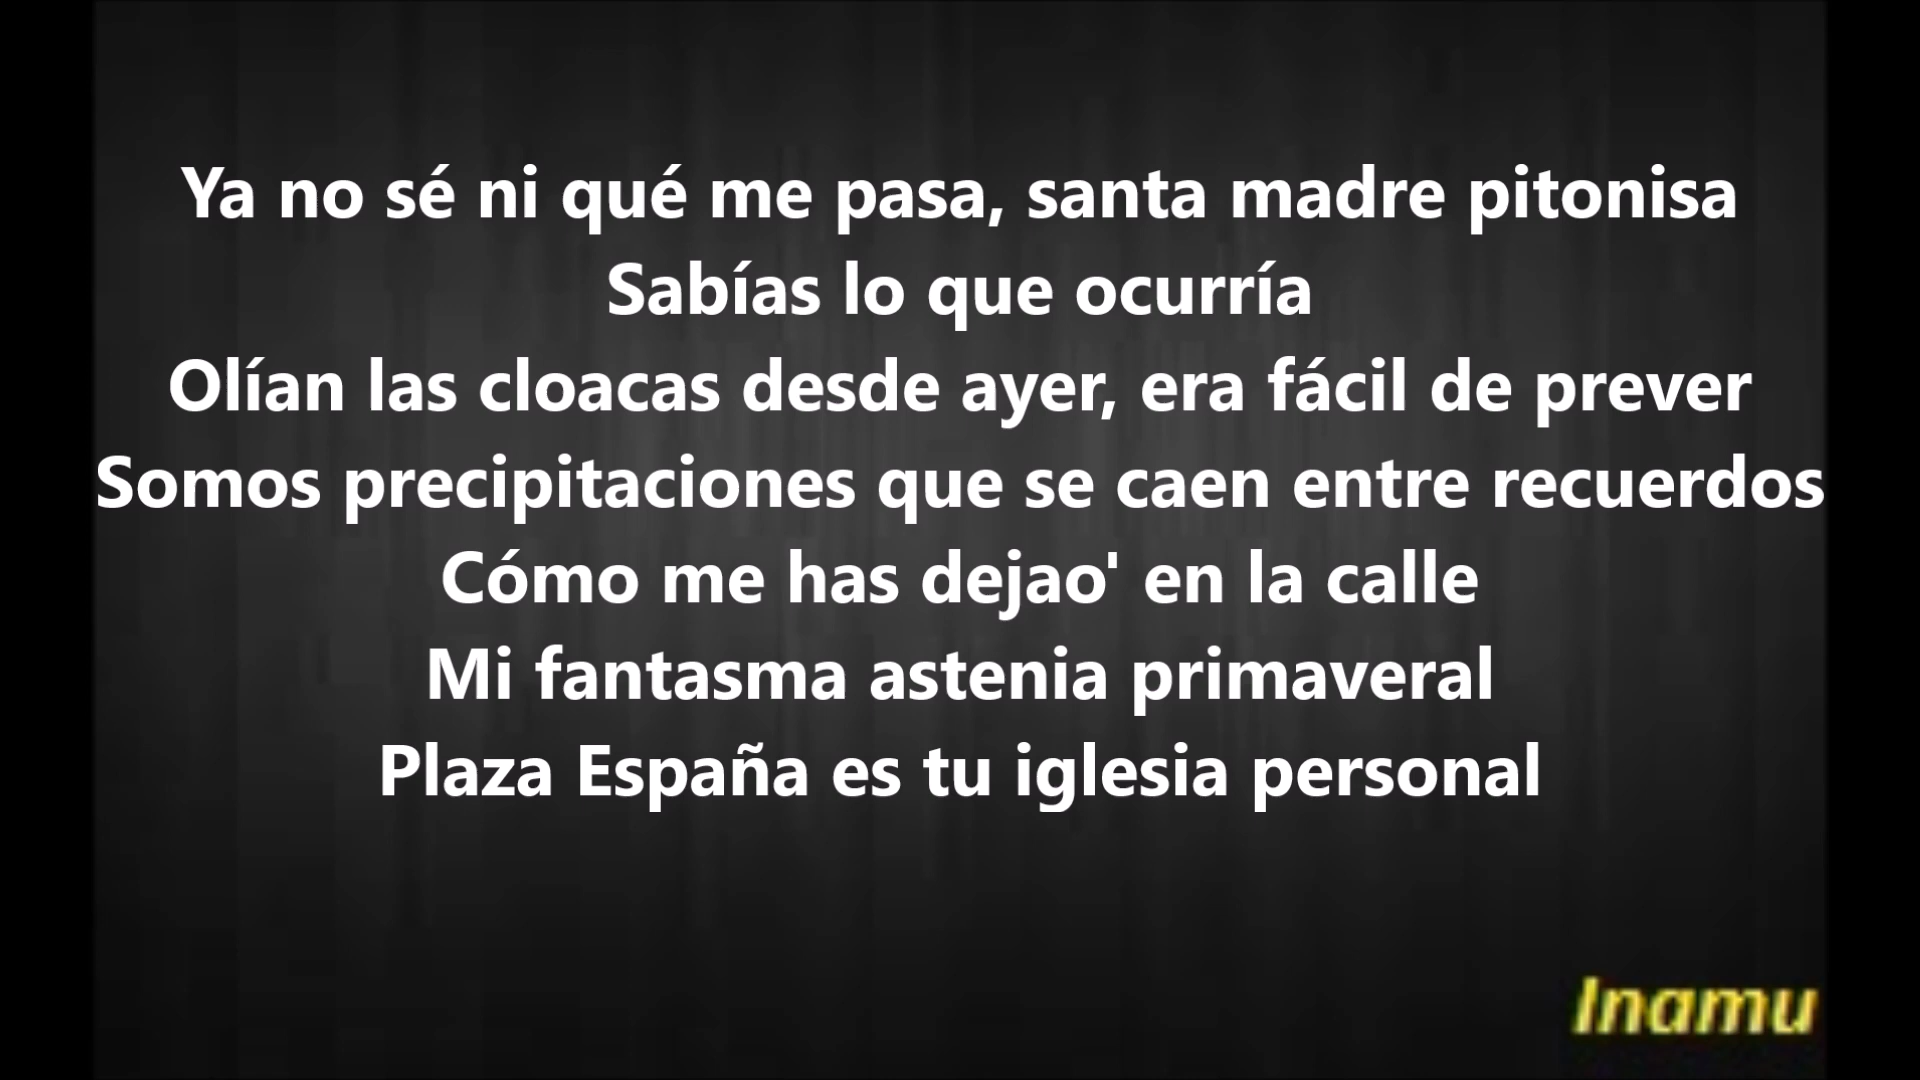 Ya no sé ni qué me pasa, santa madre pitonisa
Sabías lo que ocurría
Olían las cloacas desde ayer, era fácil de prever
Somos precipitaciones que se caen entre recuerdos
Cómo me has dejao' en la calle
Mi fantasma astenia primaveral
Plaza España es tu iglesia personal
Inamu